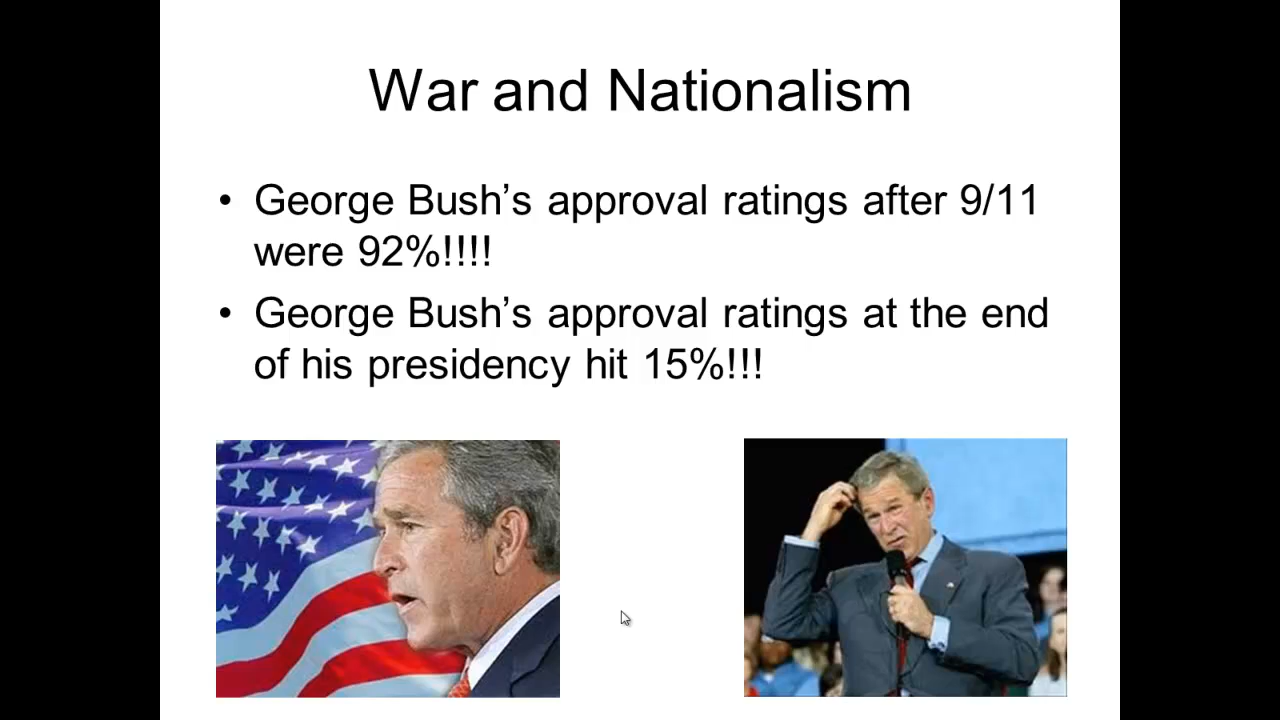 War and Nationalism
• George Bush’s approval ratings after 9/11
were 92%!!!!
• George Bush’s approval ratings at the end
of his presidency hit 15%!!!